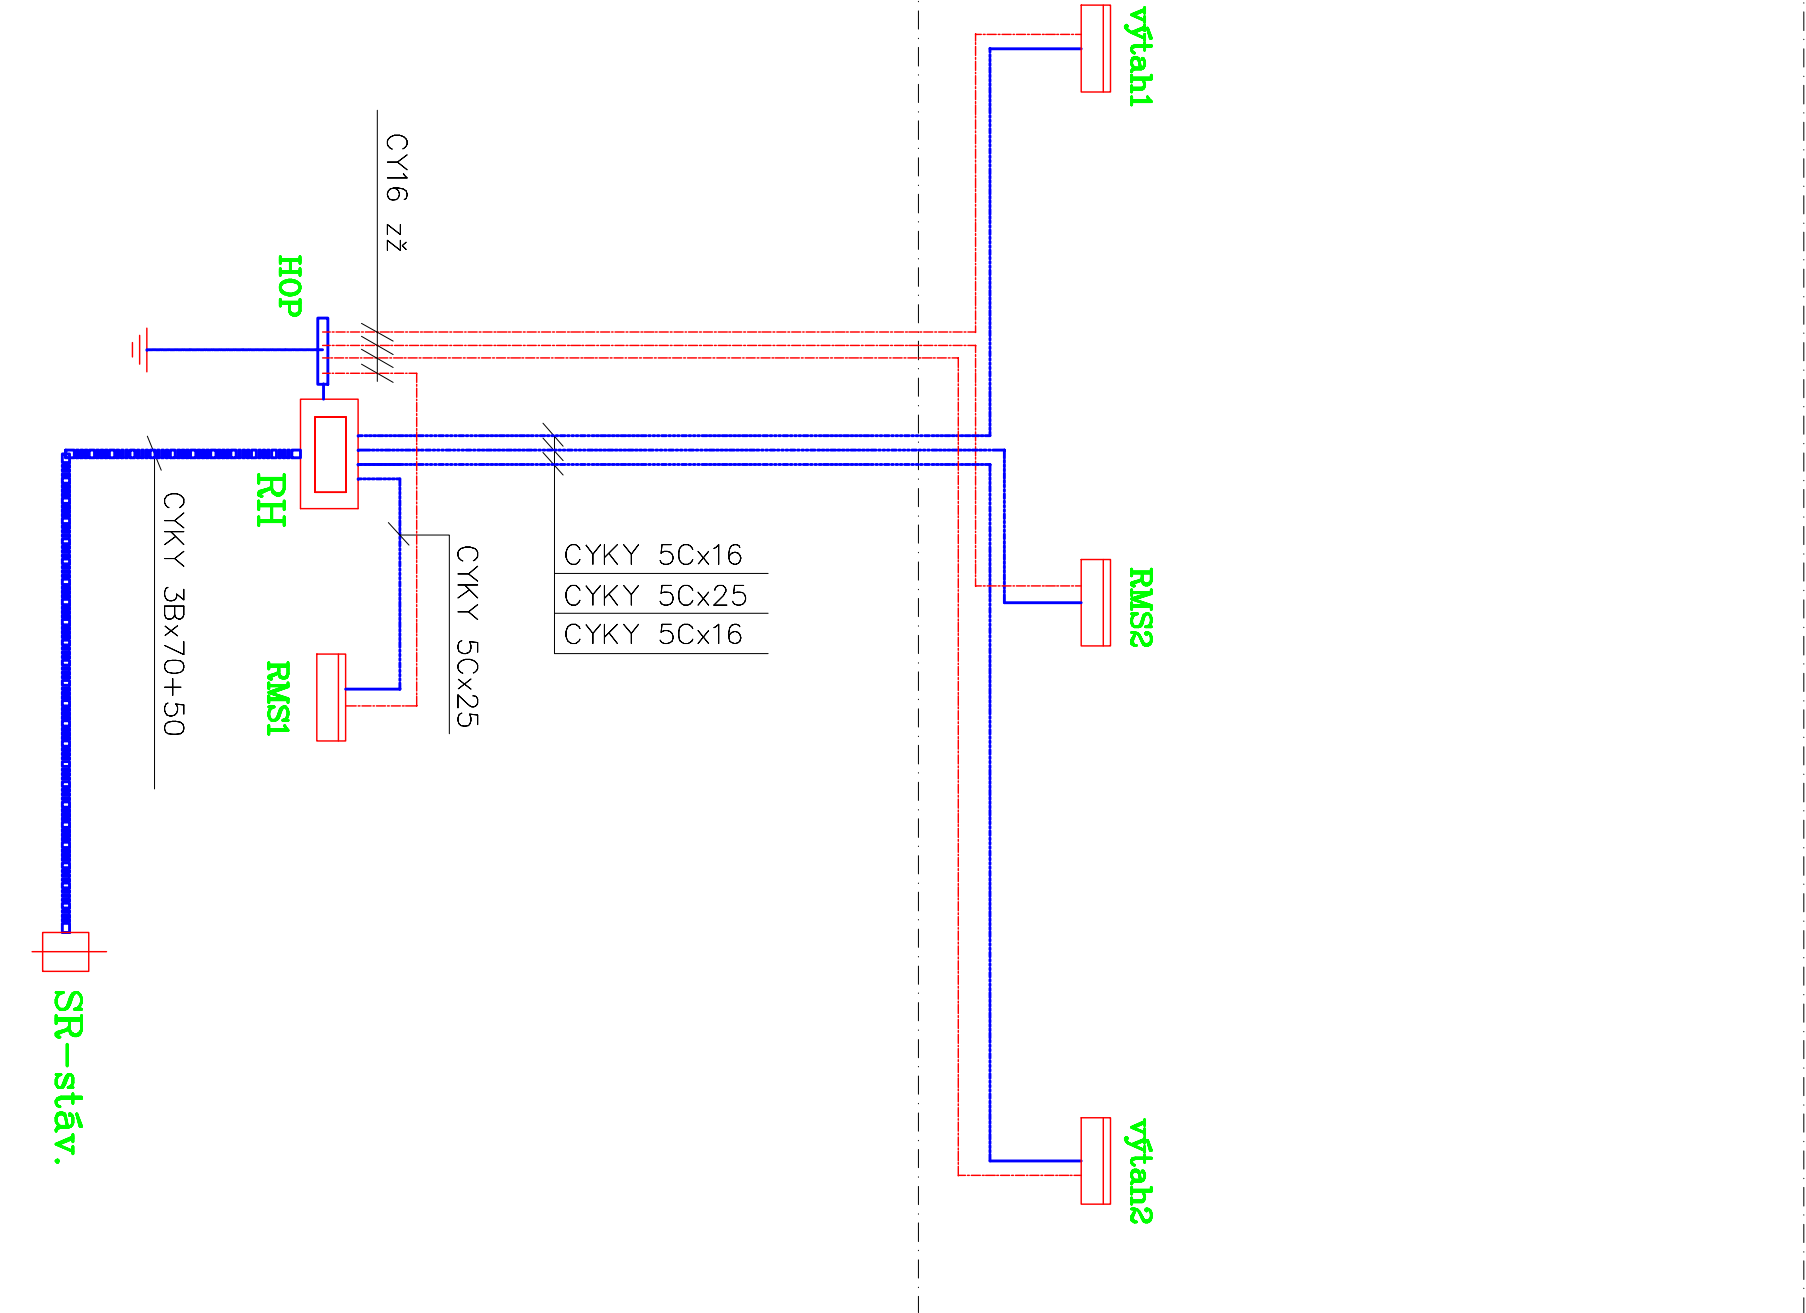 výtah1
CY16 zž
HOP
RH
CYKY 3Bx70+50
CYKY 5Cx25
CYKY 5Cx16
CYKY 5Cx25
CYKY 5Cx16
RMS2
RMS1
SR-stáv.
výtah2